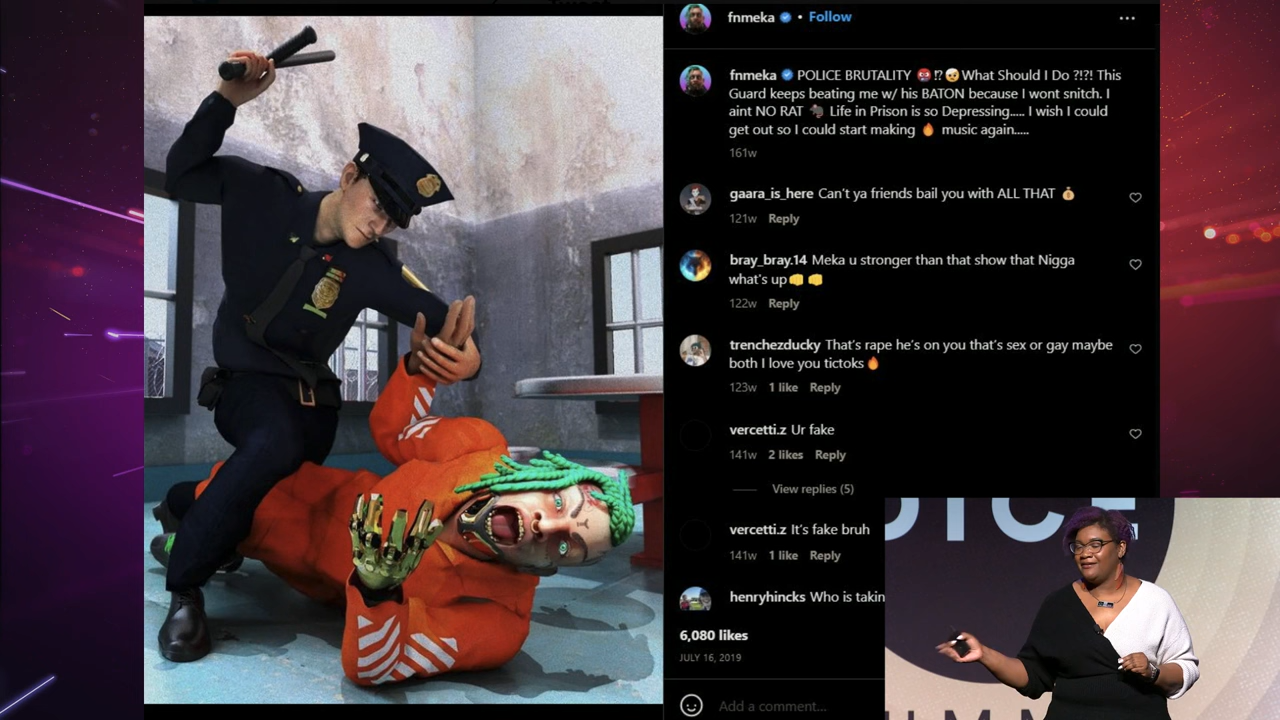 fnmeka • Follow
fnmeka POLICE BRUTALITY 👹⁉️🤕What Should I Do ?!?! This
Guard keeps beating me w/ his BATON because I wont snitch. I
aint NO RAT 🐀 Life in Prison is so Depressing..... I wish I could
get out so I could start making 🔥 music again.....
161w
gaara_is_here Can't ya friends bail you with ALL THAT 💰
121w Reply
bray_bray.14 Meka u stronger than that show that Nigga
what's up👊 👊
122w Reply
trenchezducky That's rape he's on you that's sex or gay maybe
both I love you tictoks🔥
123w 1 like Reply
vercetti.z Ur fake
141w 2 likes Reply
View replies (5)
vercetti.z It's fake bruh
141w 1 like Reply
henryhincks Who is takin
6,080 likes
JULY 16, 2019
Add a comment...